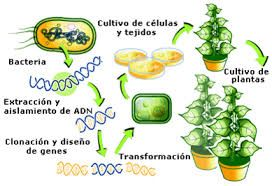 Cultivo de células
y tejidos
Bacteria
Cultivo de
plantas
Extracción y
aislamiento de ADN
Clonación y diseño
de genes
Transformación